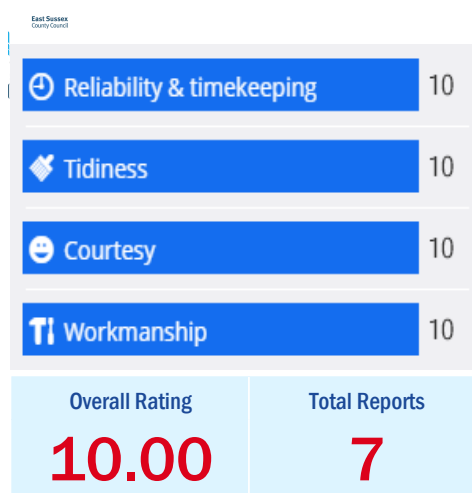 East Sussex
County Council
Reliability & timekeeping 10
Tidiness 10
Courtesy 10
Workmanship 10
Overall Rating Total Reports
10.00 7